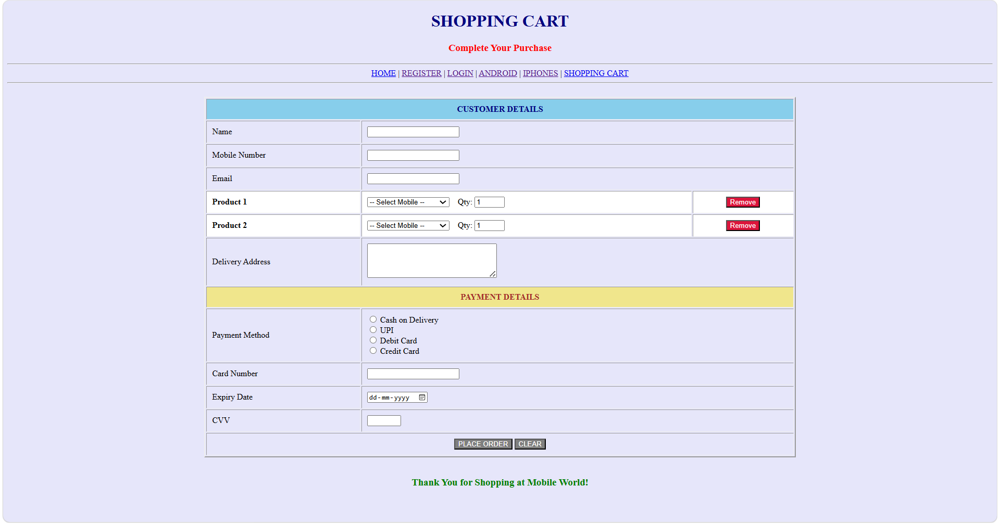 SHOPPING CART
Complete Your Purchase
HOME | REGISTER | LOGIN | ANDROID | IPHONES | SHOPPING CART
CUSTOMER DETAILS
Name
Mobile Number
Email
Product 1 -- Select Mobile -- Qty: 1 Remove
Product 2 -- Select Mobile -- Qty: 1 Remove
Delivery Address
PAYMENT DETAILS
Payment Method
Cash on Delivery
UPI
Debit Card
Credit Card
Card Number
Expiry Date dd-mm-yyyy
CVV
PLACE ORDER CLEAR
Thank You for Shopping at Mobile World!